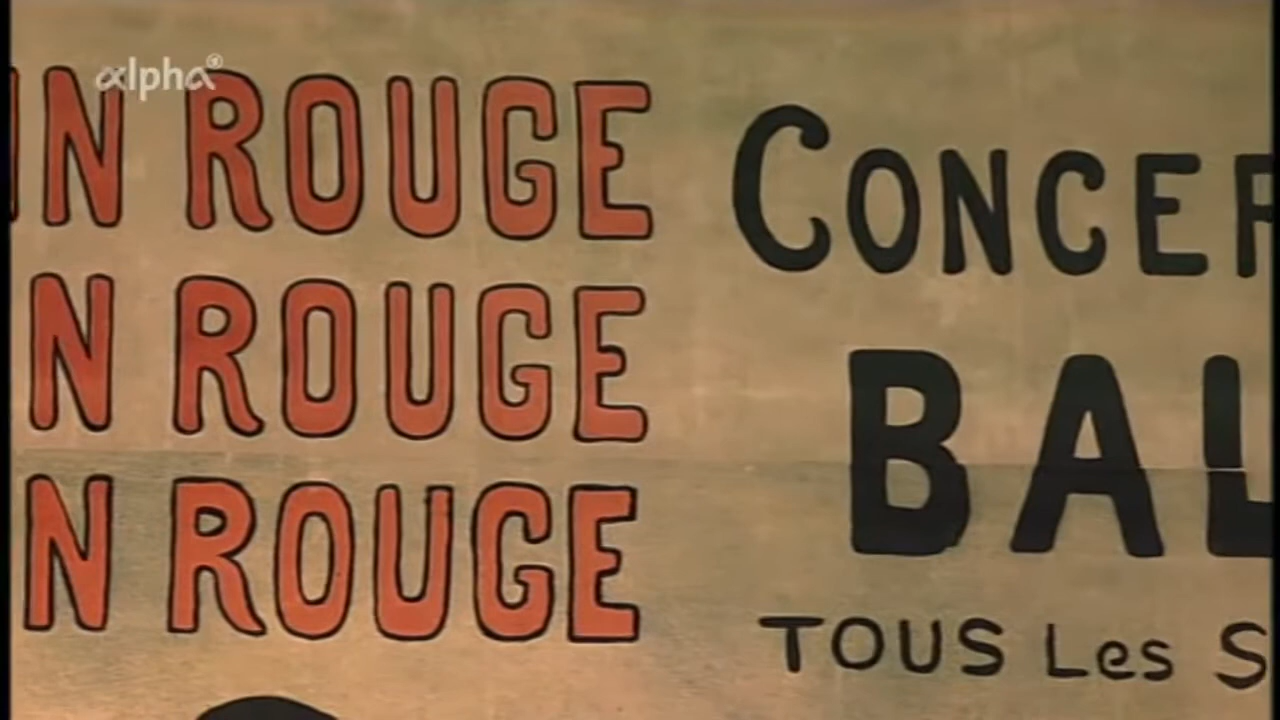 alpha
N ROUGE
CONCER
N ROUGE
BAL
N ROUGE
TOUS Les S